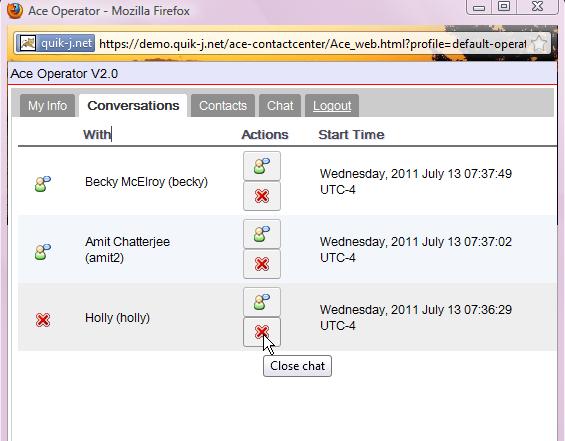 Ace Operator - Mozilla Firefox
quik-j.net https://demo.quik-j.net/ace-contactcenter/Ace_web.html?profile=default-operat
Ace Operator V2.0
My Info Conversations Contacts Chat Logout
With Actions Start Time
Becky McElroy (becky) Wednesday, 2011 July 13 07:37:49
UTC-4
Amit Chatterjee Wednesday, 2011 July 13 07:37:02
(amit2) UTC-4
Holly (holly) Wednesday, 2011 July 13 07:36:29
UTC-4
Close chat